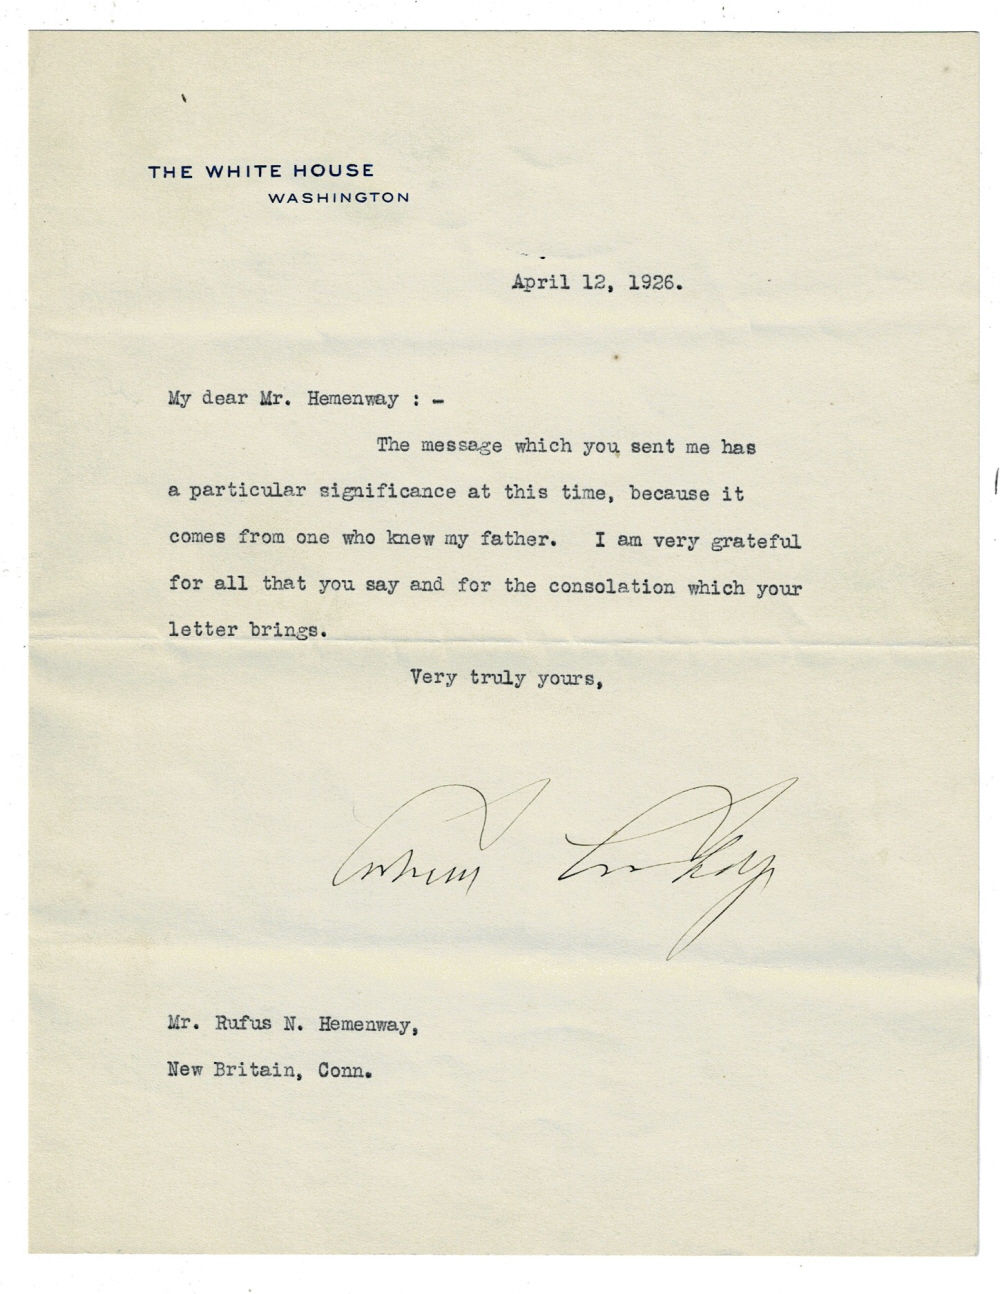 THE WHITE HOUSE
WASHINGTON
April 12, 1926.
My dear Mr. Hemenway : -
The message which you sent me has
a particular significance at this time, because it
comes from one who knew my father. I am very grateful
for all that you say and for the consolation which your
letter brings.
Very truly yours,
Calvin Coolidge
Mr. Rufus N. Hemenway,
New Britain, Conn.